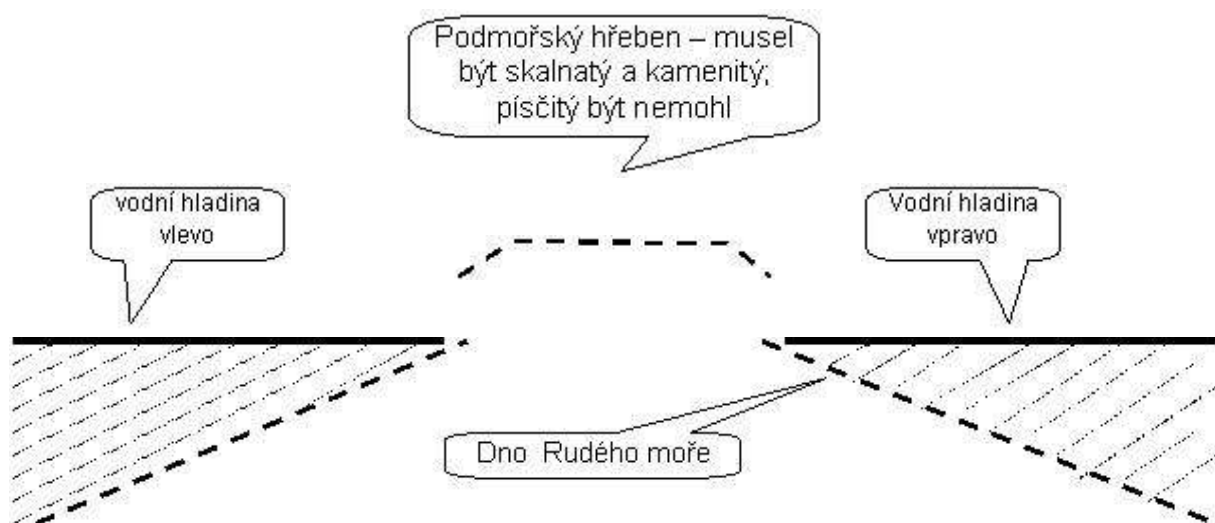 Podmořský hřeben – musel
být skalnatý a kamenitý;
písčitý být nemohl
vodní hladina
vlevo
Vodní hladina
vpravo
Dno Rudého moře